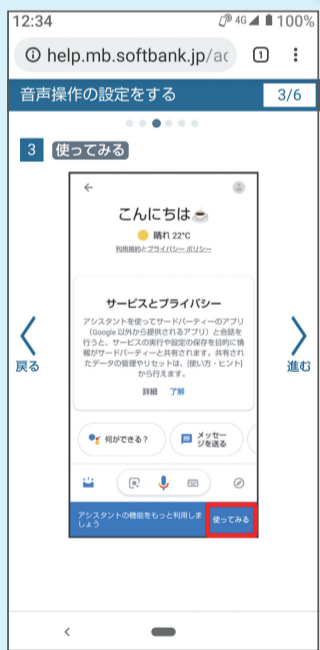 12:34
4G
100%
help.mb.softbank.jp/ac
1
音声操作の設定をする
3/6
3 使ってみる
こんにちは
晴れ 22°C
利用規約とプライバシー ポリシー
サービスとプライバシー
アシスタントを使ってサードパーティーのアプリ
（Google 以外から提供されるアプリ）と会話を
行うと、サービスの実行や設定の保存を目的に情
報がサードパーティーと共有されます。共有され
たデータの管理やリセットは、[使い方・ヒント]
から行えます。
詳細 了解
戻る
進む
何ができる？
メッセー
ジを送る
アシスタントの機能をもっと利用しま
しょう
使ってみる